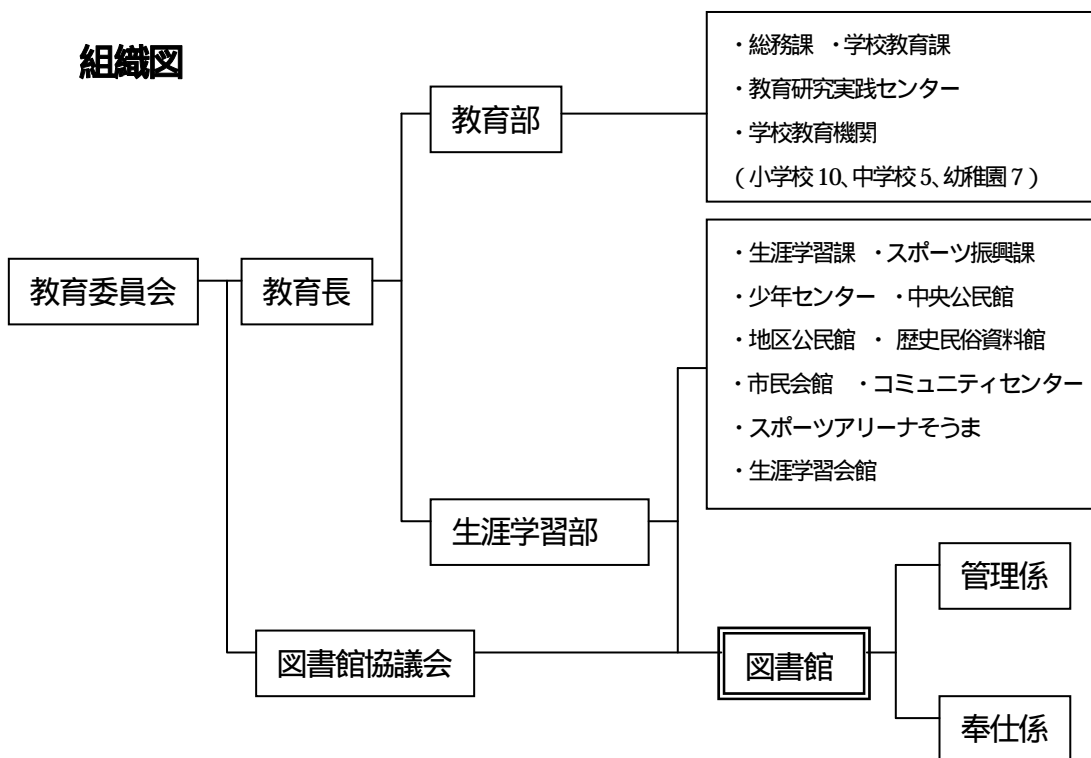 組織図
・総務課 ・学校教育課
・教育研究実践センター
・学校教育機関
（小学校10、中学校5、幼稚園7）
教育部
教育委員会
教育長
・生涯学習課 ・スポーツ振興課
・少年センター ・中央公民館
・地区公民館 ・ 歴史民俗資料館
・市民会館 ・コミュニティセンター
・スポーツアリーナそうま
・生涯学習会館
生涯学習部
図書館協議会
図書館
管理係
奉仕係